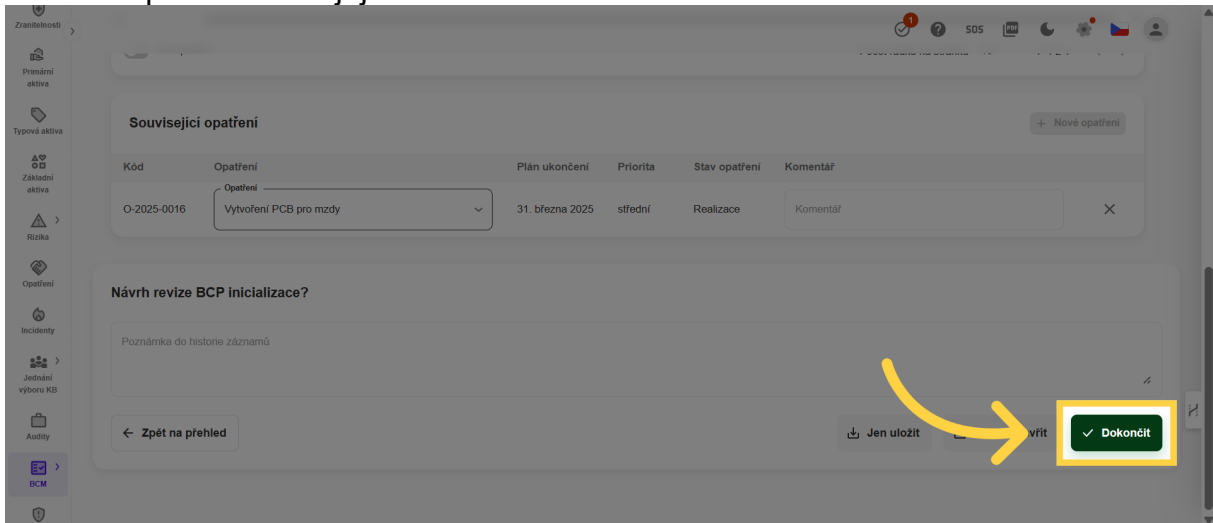 Zranitelnosti
1
SOS
PDF
Primární
aktiva
Typová aktiva
Související opatření
+ Nové opatření
Kód Opatření Plán ukončení Priorita Stav opatření Komentář
Základní
aktiva
Opatření
O-2025-0016 Vytvoření PCB pro mzdy 31. března 2025 střední Realizace Komentář
Rizika
Opatření
Návrh revize BCP inicializace?
Incidenty
Poznámka do historie záznamů
Jednání
výboru KB
Audity
Zpět na přehled Jen uložit Dokončit
BCM